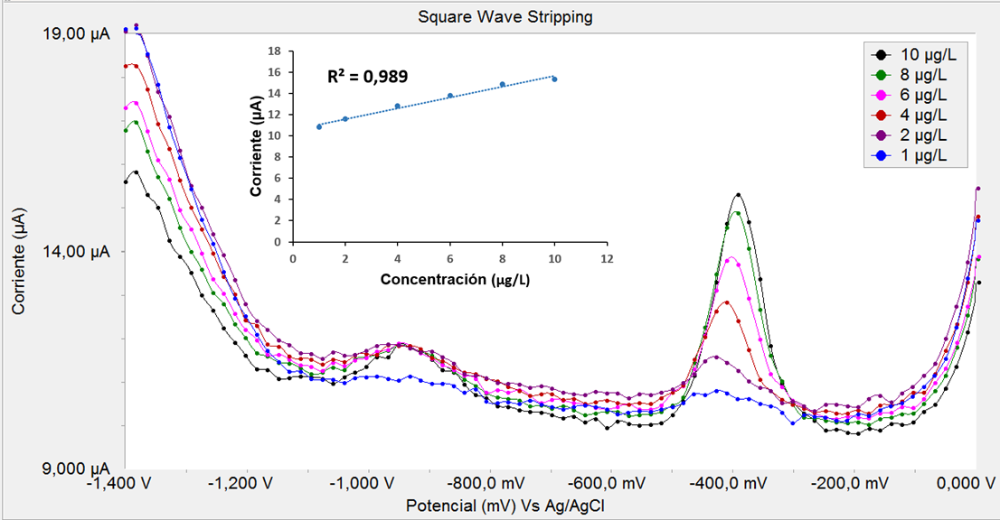 Square Wave Stripping
19,00 µA
14,00 µA
9,000 µA
Corriente (µA)
-1,400 V
-1,200 V
-1,000 V
-800,0 mV
-600,0 mV
-400,0 mV
-200,0 mV
0,000 V
Potencial (mV) Vs Ag/AgCl
R² = 0,989
18
16
14
12
10
8
6
4
2
0
Corriente (µA)
0
2
4
6
8
10
12
Concentración (µg/L)
10 µg/L
8 µg/L
6 µg/L
4 µg/L
2 µg/L
1 µg/L